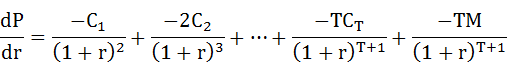 dP/dr = −C₁/(1 + r)² + −2C₂/(1 + r)³ + ⋯ + −TC_T/(1 + r)^(T+1) + −TM/(1 + r)^(T+1)